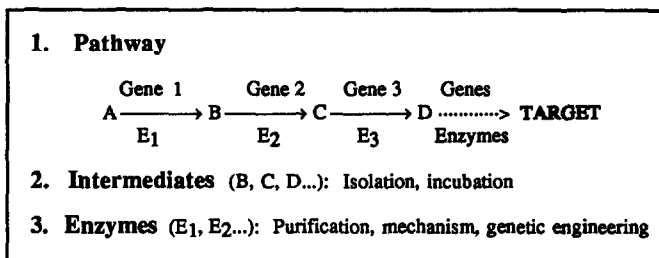 1. Pathway
Gene 1 Gene 2 Gene 3 Genes
A B C D TARGET
E1 E2 E3 Enzymes
2. Intermediates (B, C, D...): Isolation, incubation
3. Enzymes (E1, E2...): Purification, mechanism, genetic engineering